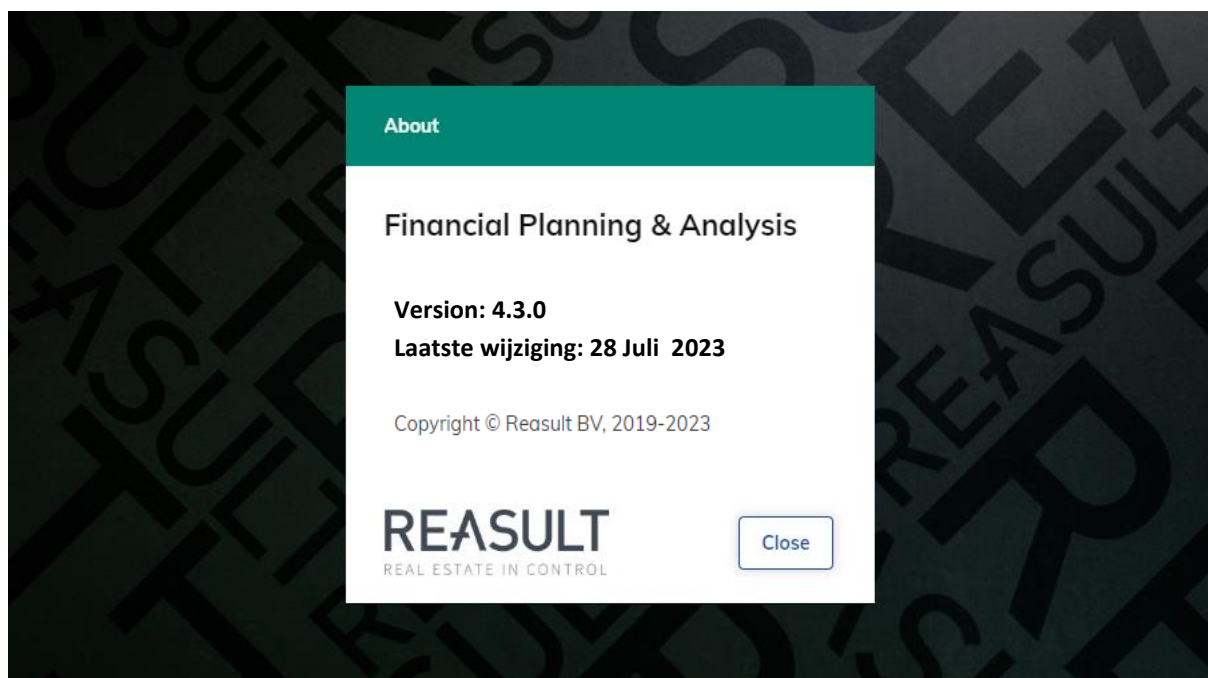 About
Financial Planning & Analysis
Version: 4.3.0
Laatste wijziging: 28 Juli 2023
Copyright © Reasult BV, 2019-2023
REASULT
REAL ESTATE IN CONTROL
Close